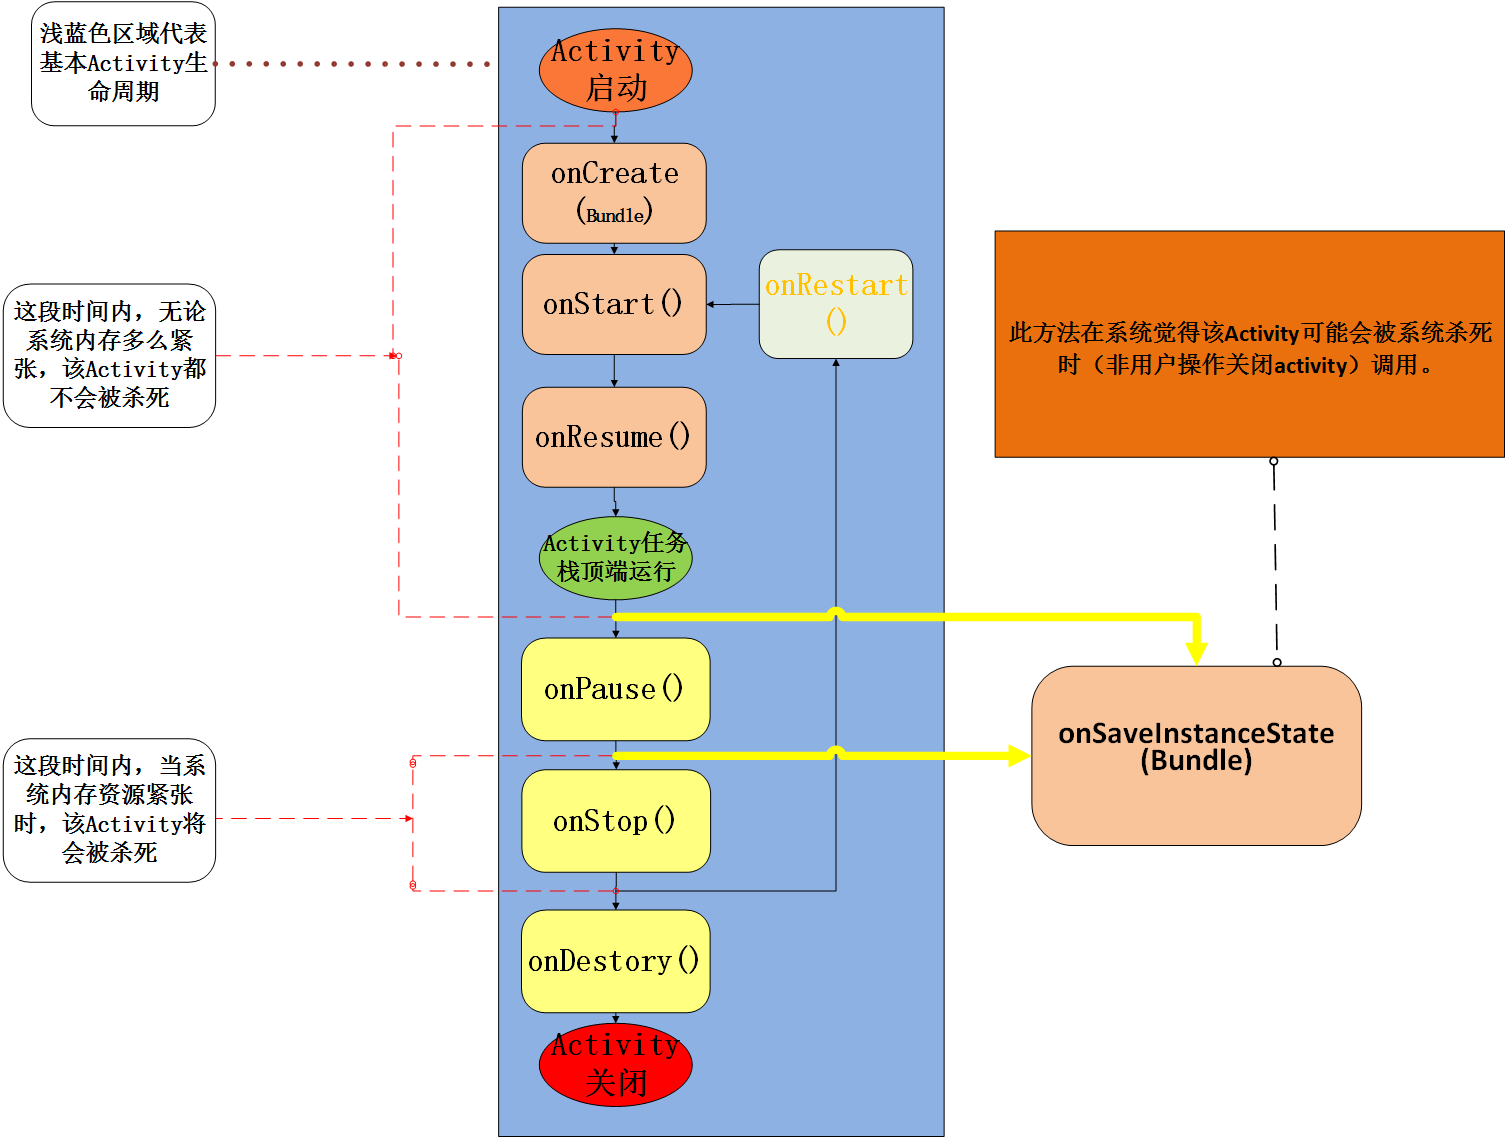 浅蓝色区域代表
基本Activity生
命周期
Activity
启动
onCreate
(Bundle)
onStart()
onRestart
()
这段时间内，无论
系统内存多么紧
张，该Activity都
不会被杀死
此方法在系统觉得该Activity可能会被系统杀死
时（非用户操作关闭activity）调用。
onResume()
Activity任务
栈顶端运行
onPause()
onSaveInstanceState
(Bundle)
这段时间内，当系
统内存资源紧张
时，该Activity将
会被杀死
onStop()
onDestory()
Activity
关闭